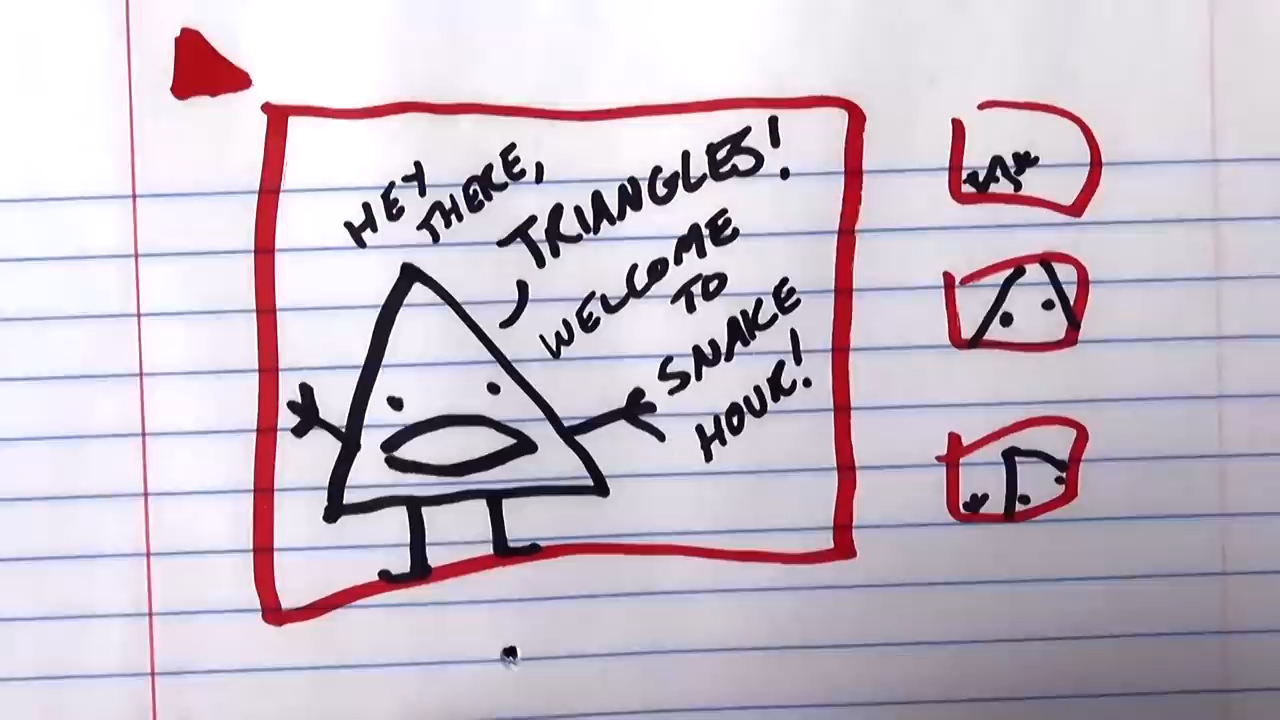 HEY
THERE,
TRIANGLES!
WELCOME
TO
SNAKE
HOUR!